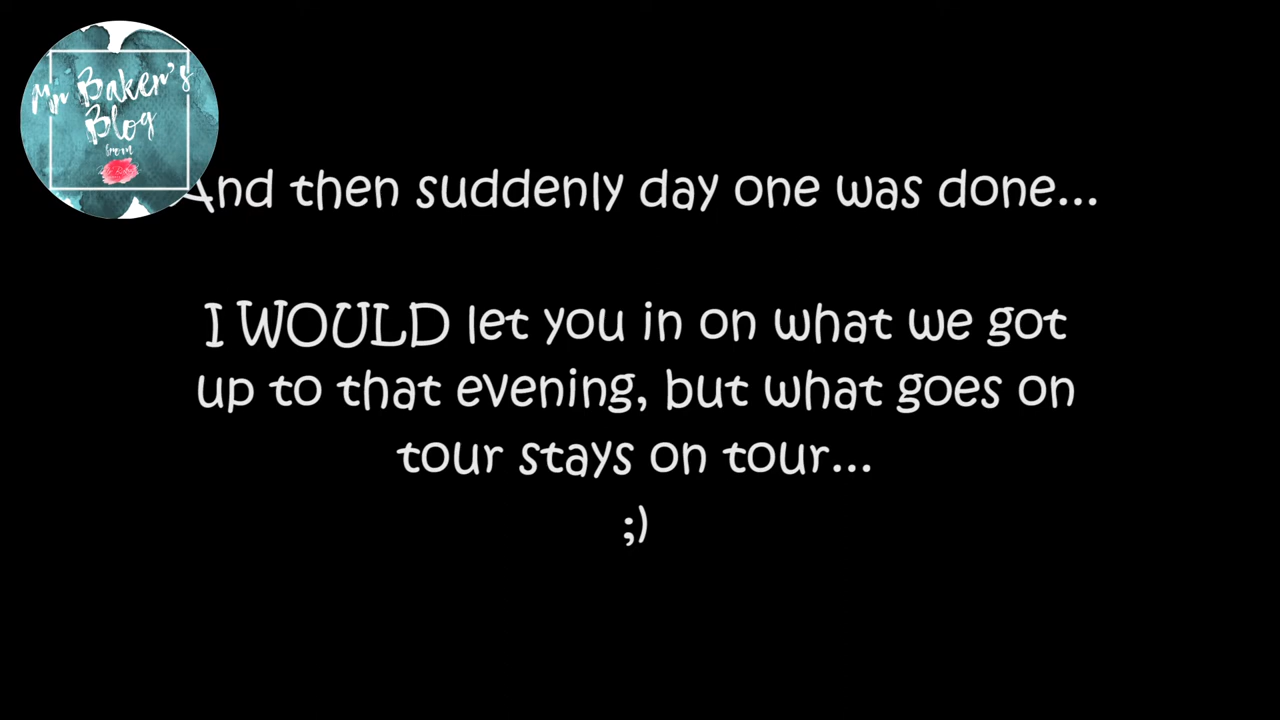 Mr Baker's
Blog
from
And then suddenly day one was done...
I WOULD let you in on what we got
up to that evening, but what goes on
tour stays on tour...
;)